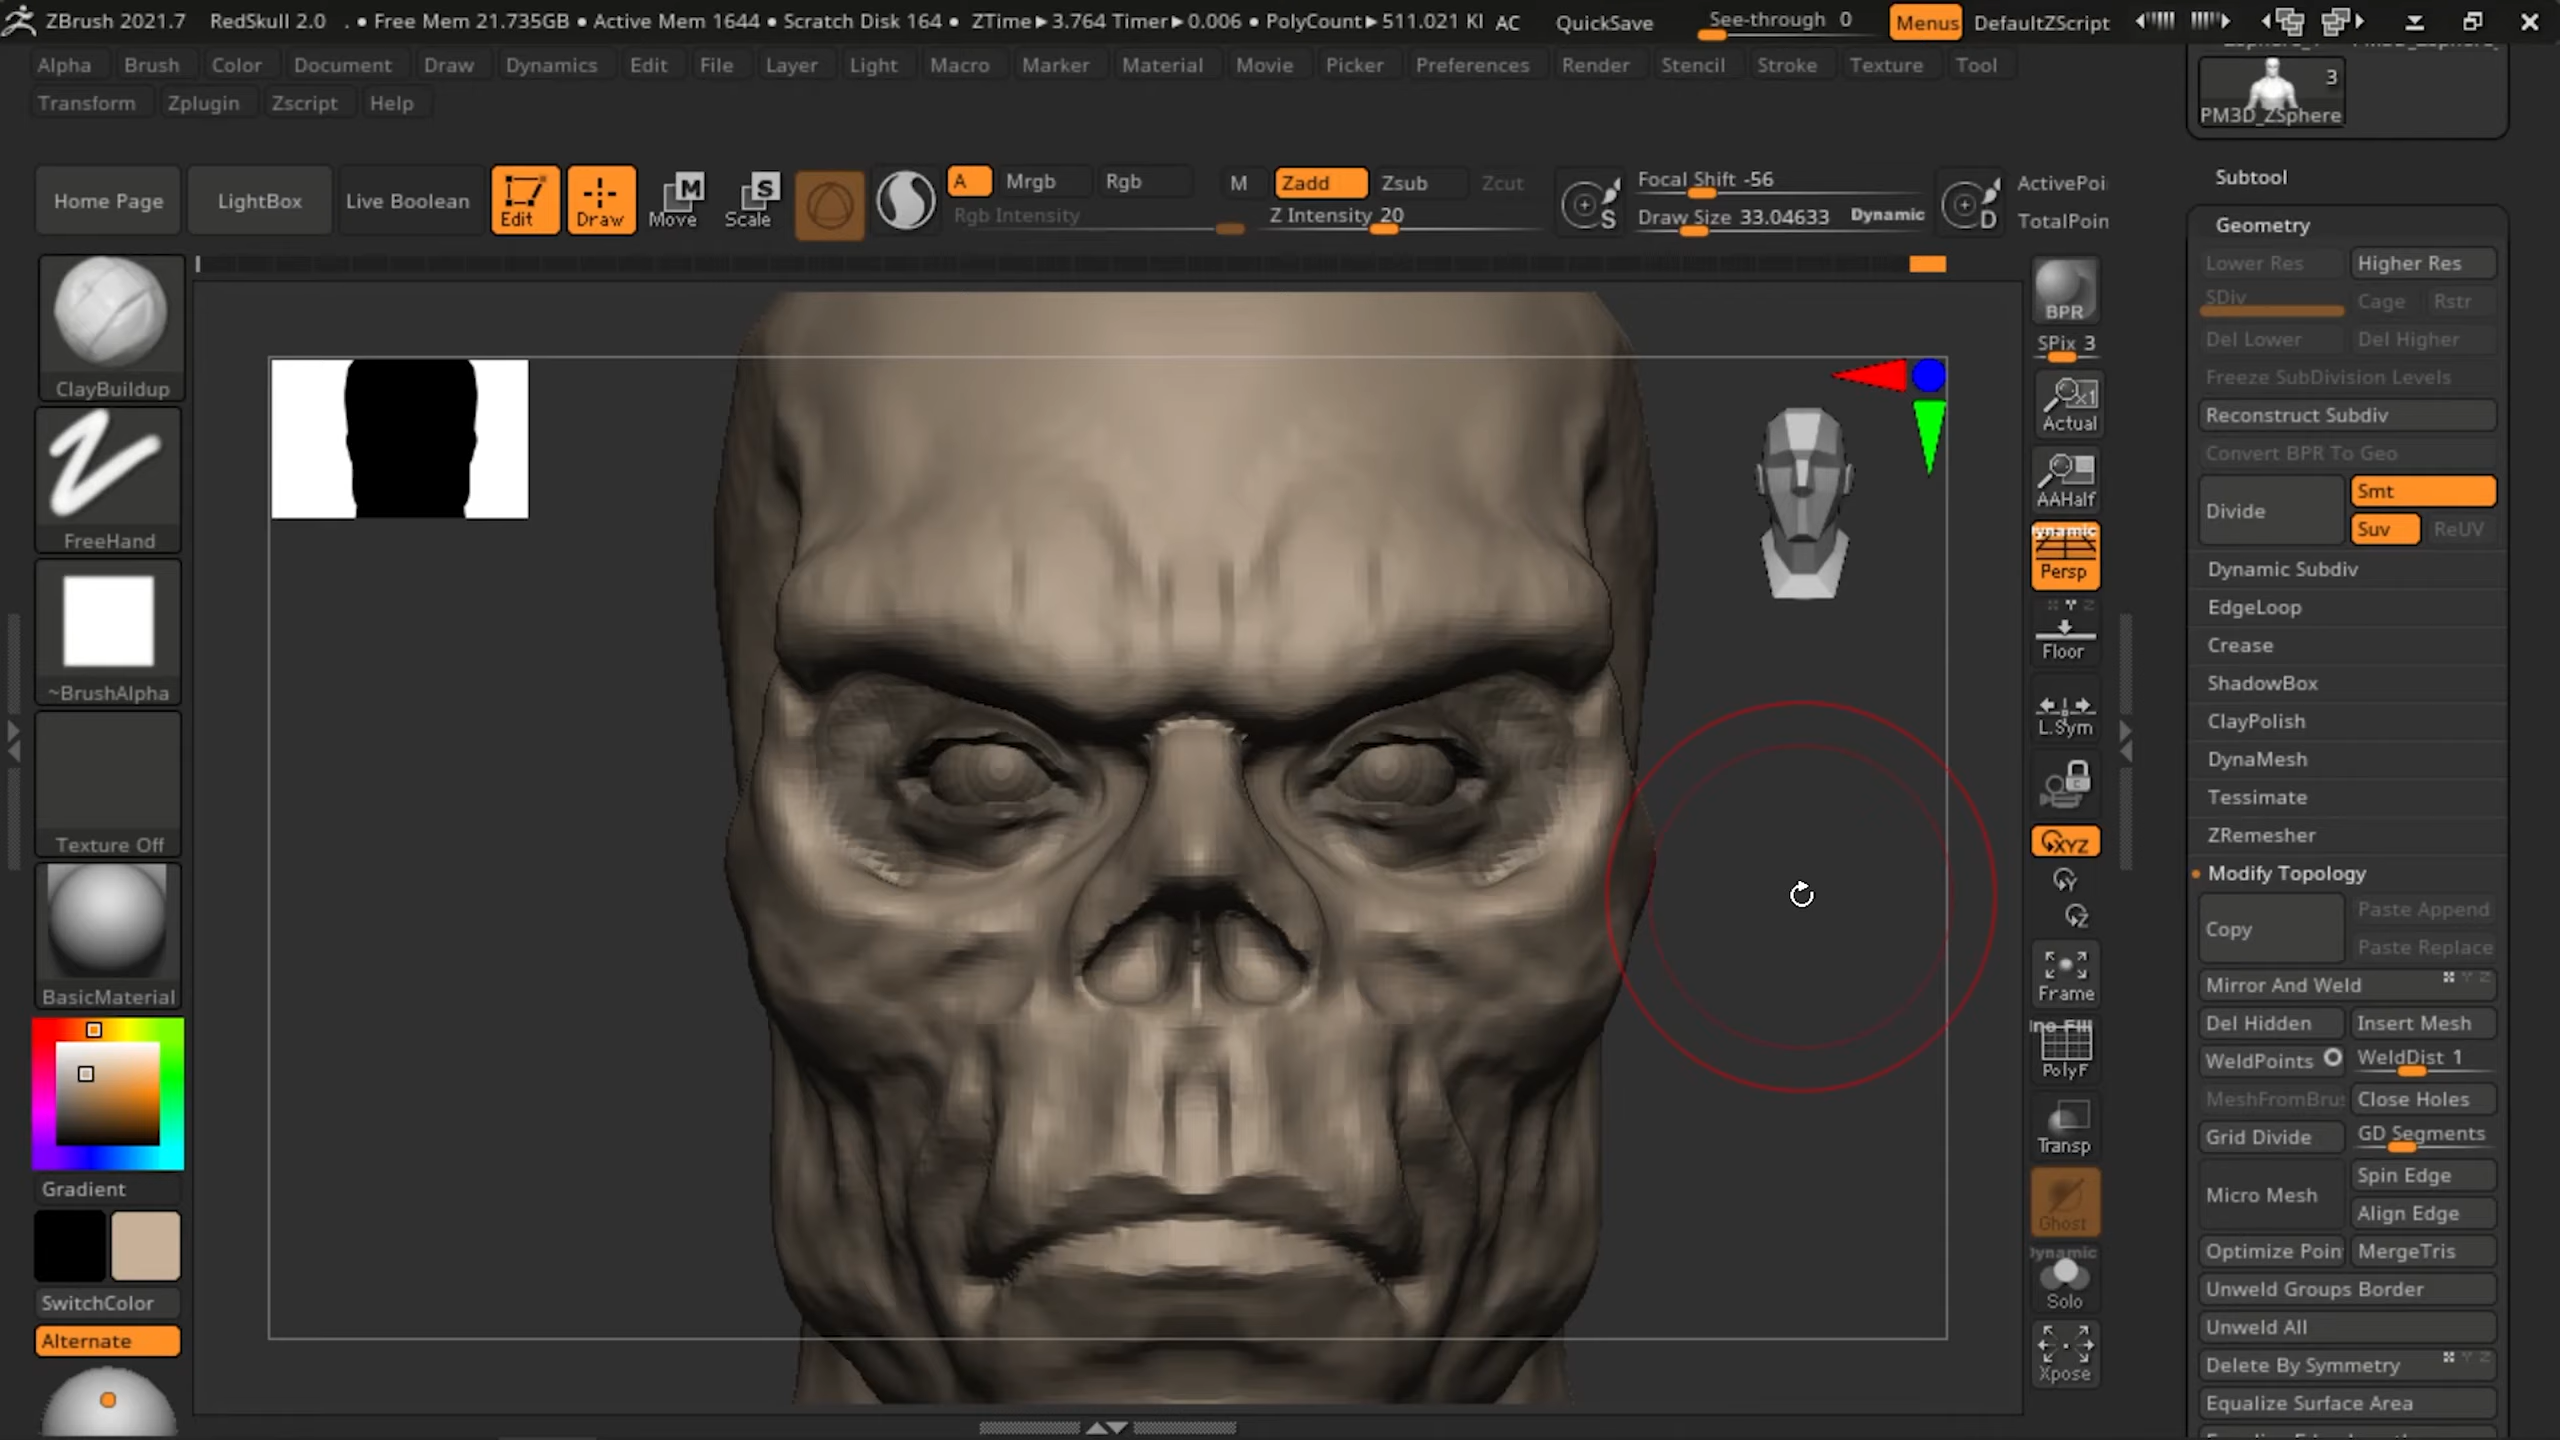 ZBrush 2021.7 RedSkull 2.0 . • Free Mem 21.735GB • Active Mem 1644 • Scratch Disk 164 • ZTime▶3.764 Timer▶0.006 • PolyCount▶511.021 KI AC QuickSave See-through 0 Menus DefaultZScript
Alpha Brush Color Document Draw Dynamics Edit File Layer Light Macro Marker Material Movie Picker Preferences Render Stencil Stroke Texture Tool
Transform Zplugin Zscript Help
3
PM3D_ZSphere
Home Page LightBox Live Boolean Edit Draw Move Scale
M
S
A Mrgb Rgb
Rgb Intensity
M Zadd Zsub Zcut
Z Intensity 20
S
Focal Shift -56
Draw Size 33.04633 Dynamic
D
ActivePoi
TotalPoin
ClayBuildup
FreeHand
~BrushAlpha
Texture Off
BasicMaterial
Gradient
SwitchColor
Alternate
BPR
SPix 3
x1
Actual
AAHalf
ynamic
Persp
Floor
L.Sym
XYZ
Y
Z
Frame
PolyF
Transp
Ghost
Dynamic
Solo
Xpose
Subtool
Geometry
Lower Res Higher Res
SDiv Cage Rstr
Del Lower Del Higher
Freeze SubDivision Levels
Reconstruct Subdiv
Convert BPR To Geo
Divide Smt
Suv ReUV
Dynamic Subdiv
EdgeLoop
Crease
ShadowBox
ClayPolish
DynaMesh
Tessimate
ZRemesher
Modify Topology
Copy Paste Append
Paste Replace
Mirror And Weld
Del Hidden Insert Mesh
WeldPoints WeldDist 1
MeshFromBrus Close Holes
Grid Divide GD Segments
Micro Mesh Spin Edge
Align Edge
Optimize Poin MergeTris
Unweld Groups Border
Unweld All
Delete By Symmetry
Equalize Surface Area